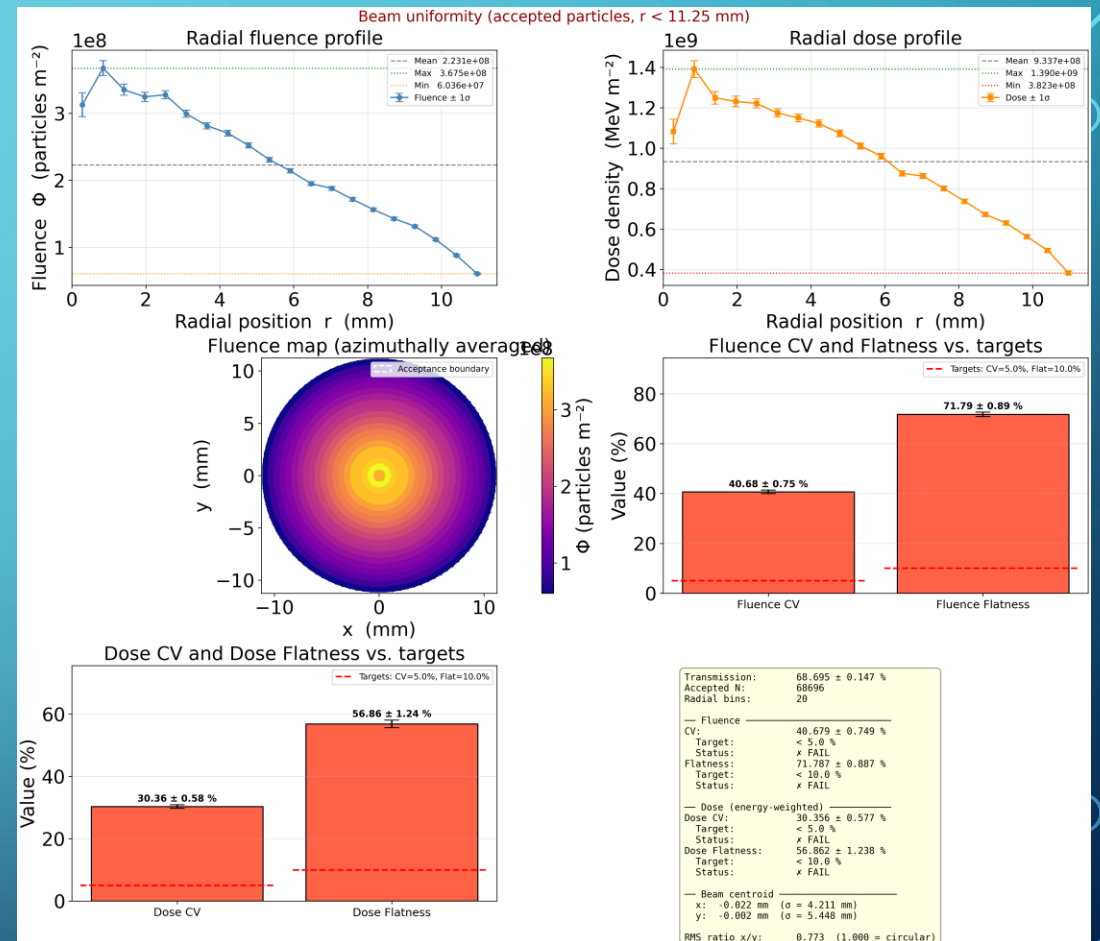 Beam uniformity (accepted particles, r < 11.25 mm)
Radial fluence profile
1e8
Fluence Φ (particles m⁻²)
3
2
1
Mean 2.231e+08
Max 3.675e+08
Min 6.036e+07
Fluence ± 1σ
0 2 4 6 8 10
Radial position r (mm)
Radial dose profile
1e9
Dose density (MeV m⁻²)
1.4
1.2
1.0
0.8
0.6
0.4
Mean 9.337e+08
Max 1.390e+09
Min 3.823e+08
Dose ± 1σ
0 2 4 6 8 10
Radial position r (mm)
Fluence map (azimuthally averaged)
1e8
Acceptance boundary
y (mm)
10
5
0
−5
−10
−10 0 10
x (mm)
3
2
1
Φ (particles m⁻²)
Fluence CV and Flatness vs. targets
Targets: CV=5.0%, Flat=10.0%
Value (%)
80
60
40
20
0
71.79 ± 0.89 %
40.68 ± 0.75 %
Fluence CV Fluence Flatness
Dose CV and Dose Flatness vs. targets
Targets: CV=5.0%, Flat=10.0%
Value (%)
60
40
20
0
56.86 ± 1.24 %
30.36 ± 0.58 %
Dose CV Dose Flatness
Transmission: 68.695 ± 0.147 %
Accepted N: 68696
Radial bins: 20
── Fluence ──────────────────────────
CV: 40.679 ± 0.749 %
Target: < 5.0 %
Status: ✗ FAIL
Flatness: 71.787 ± 0.887 %
Target: < 10.0 %
Status: ✗ FAIL
── Dose (energy-weighted) ───────────
Dose CV: 30.356 ± 0.577 %
Target: < 5.0 %
Status: ✗ FAIL
Dose Flatness: 56.862 ± 1.238 %
Target: < 10.0 %
Status: ✗ FAIL
── Beam centroid ─────────────────────
x: -0.022 mm (σ = 4.211 mm)
y: -0.002 mm (σ = 5.448 mm)
RMS ratio x/y: 0.773 (1.000 = circular)